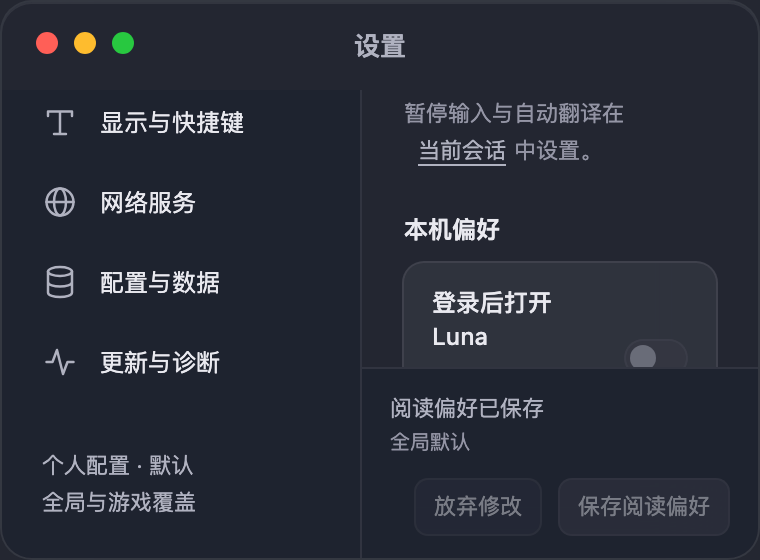 设置
显示与快捷键
网络服务
配置与数据
更新与诊断
个人配置 · 默认
全局与游戏覆盖
暂停输入与自动翻译在
当前会话 中设置。
本机偏好
登录后打开
Luna
阅读偏好已保存
全局默认
放弃修改
保存阅读偏好